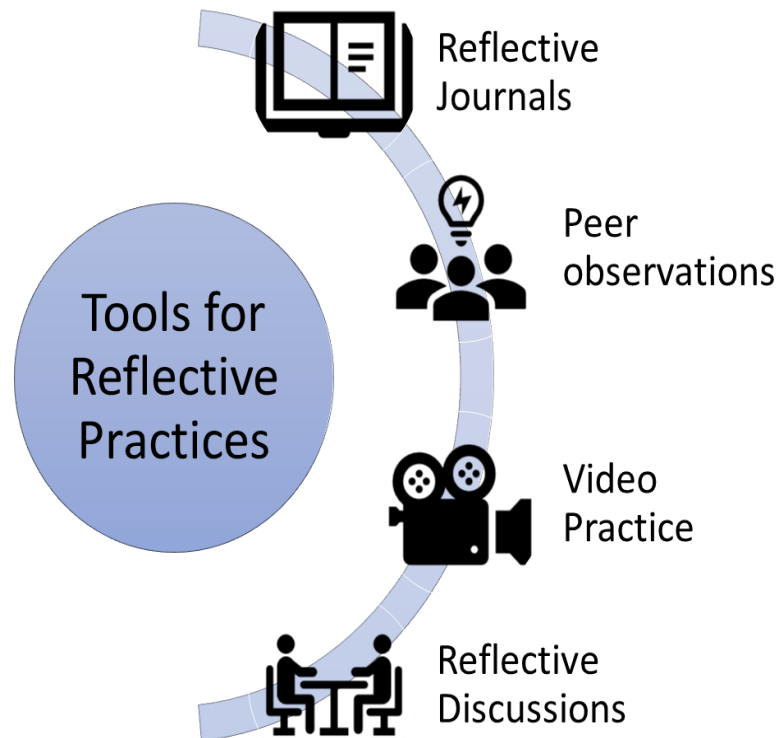 Tools for
Reflective
Practices
Reflective
Journals
Peer
observations
Video
Practice
Reflective
Discussions